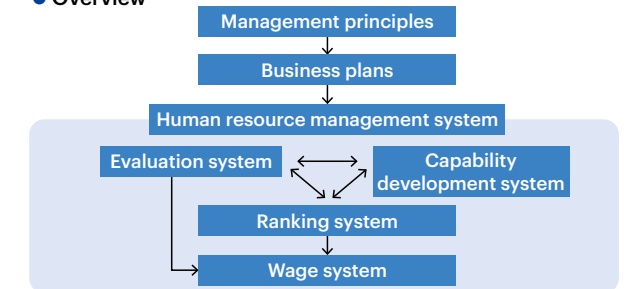 ● Overview
Management principles
Business plans
Human resource management system
Evaluation system
Capability
development system
Ranking system
Wage system